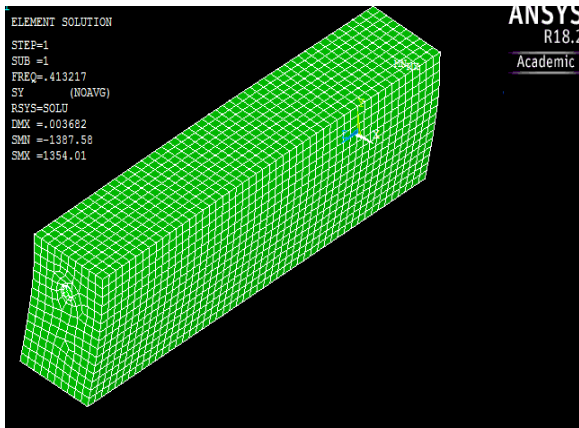 ELEMENT SOLUTION
STEP=1
SUB =1
FREQ=.413217
SY (NOAVG)
RSYS=SOLU
DMX =.003682
SMN =-1387.58
SMX =1354.01
ANSYS
R18.2
Academic